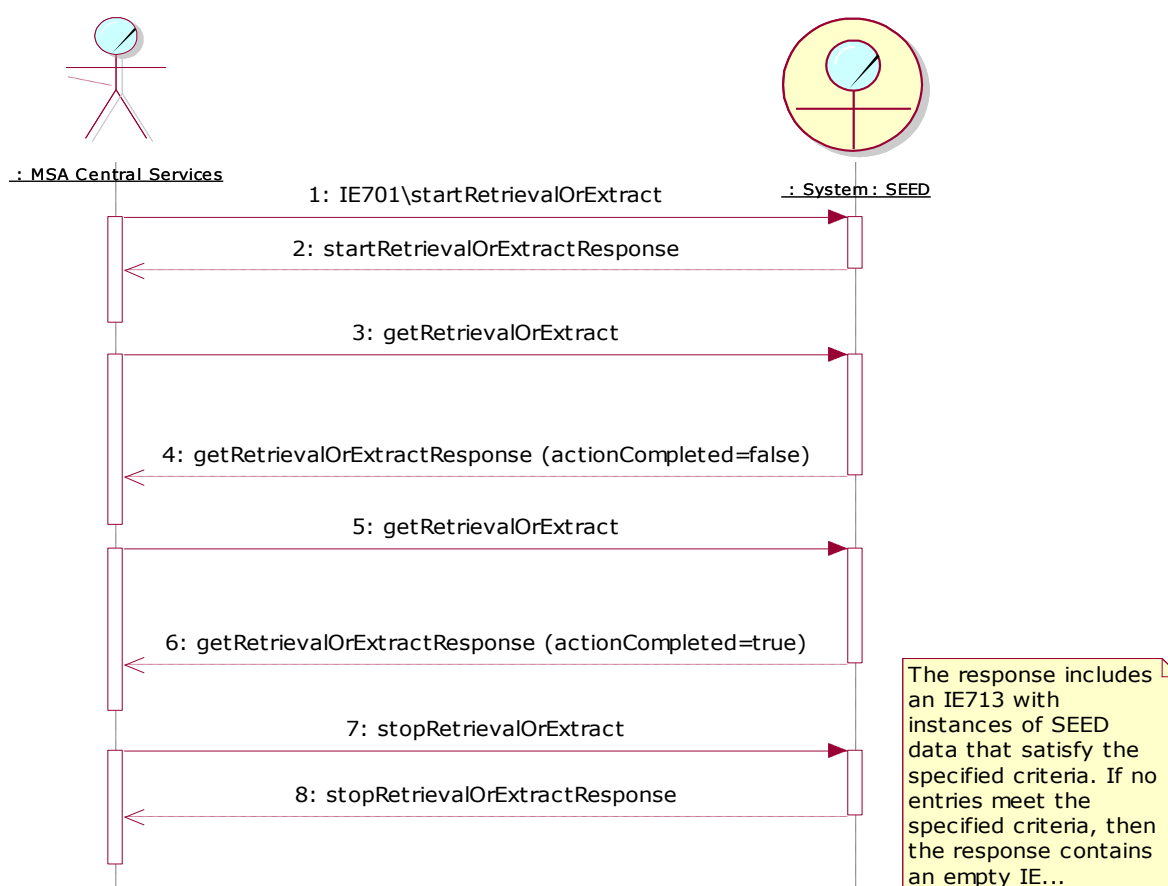 : MSA Central Services
: System : SEED
1: IE701\startRetrievalOrExtract
2: startRetrievalOrExtractResponse
3: getRetrievalOrExtract
4: getRetrievalOrExtractResponse (actionCompleted=false)
5: getRetrievalOrExtract
6: getRetrievalOrExtractResponse (actionCompleted=true)
The response includes
an IE713 with
instances of SEED
data that satisfy the
specified criteria. If no
entries meet the
specified criteria, then
the response contains
an empty IE...
7: stopRetrievalOrExtract
8: stopRetrievalOrExtractResponse